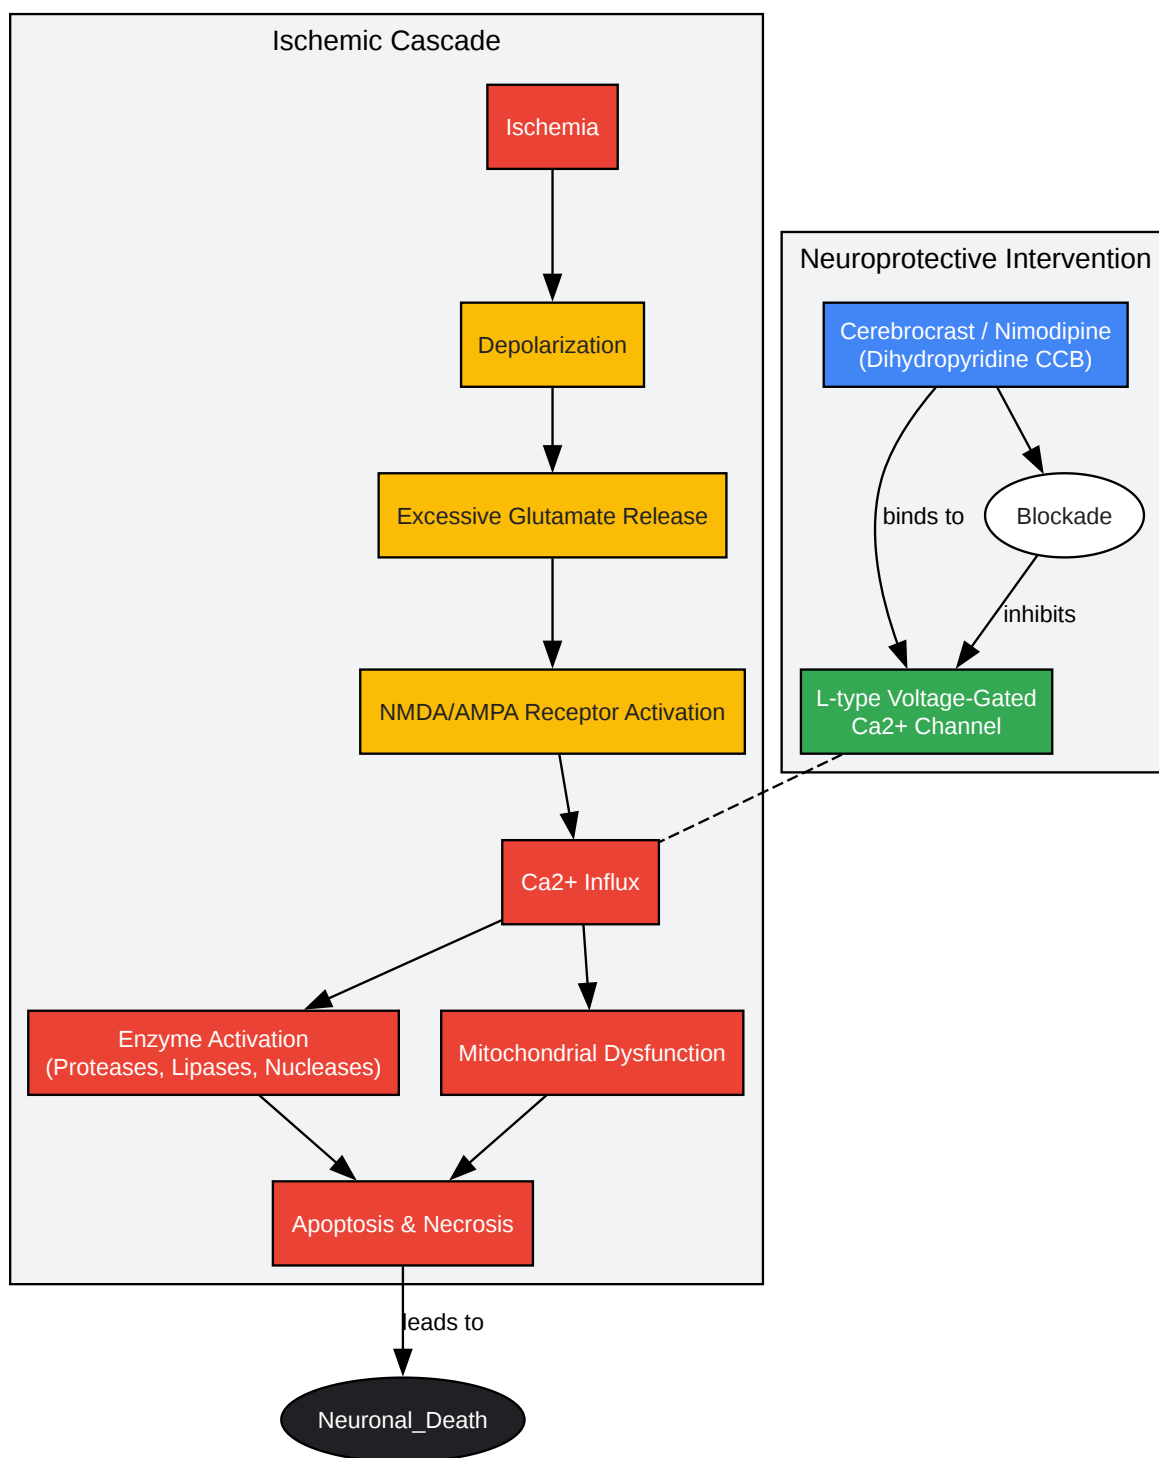 Ischemic Cascade
Ischemia
Depolarization
Excessive Glutamate Release
NMDA/AMPA Receptor Activation
Ca2+ Influx
Enzyme Activation
(Proteases, Lipases, Nucleases)
Mitochondrial Dysfunction
Apoptosis & Necrosis
leads to
Neuronal_Death
Neuroprotective Intervention
Cerebrocrast / Nimodipine
(Dihydropyridine CCB)
binds to
Blockade
inhibits
L-type Voltage-Gated
Ca2+ Channel